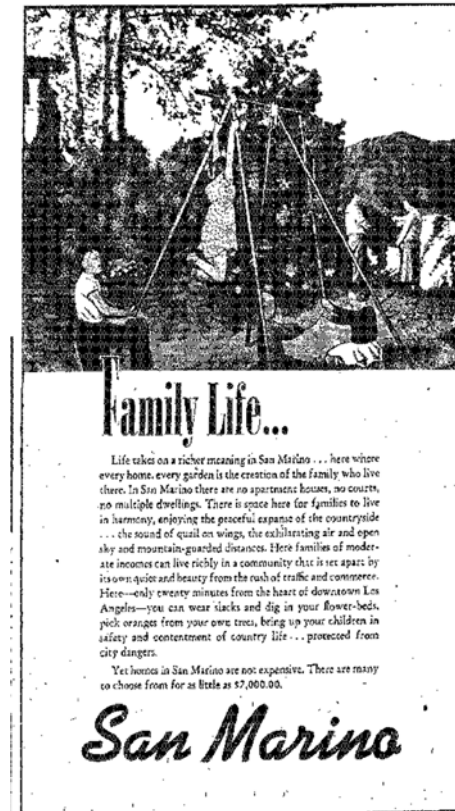 Family Life...
Life takes on a richer meaning in San Marino . . . here where
every home, every garden is the creation of the family who live
there. In San Marino there are no apartment houses, no courts,
no multiple dwellings. There is space here for families to live
in harmony, enjoying the peaceful expanse of the countryside
. . . the sound of quail on wings, the exhilarating air and open
sky and mountain-guarded distances. Here families of moder-
ate incomes can live richly in a community that is set apart by
its own quiet and beauty from the rush of traffic and commerce.
Here—only twenty minutes from the heart of downtown Los
Angeles—you can wear slacks and dig in your flower-beds,
pick oranges from your own trees, bring up your children in
safety and contentment of country life . . . protected from
city dangers.
Yet homes in San Marino are not expensive. There are many
to choose from for as little as $7,000.00.
San Marino